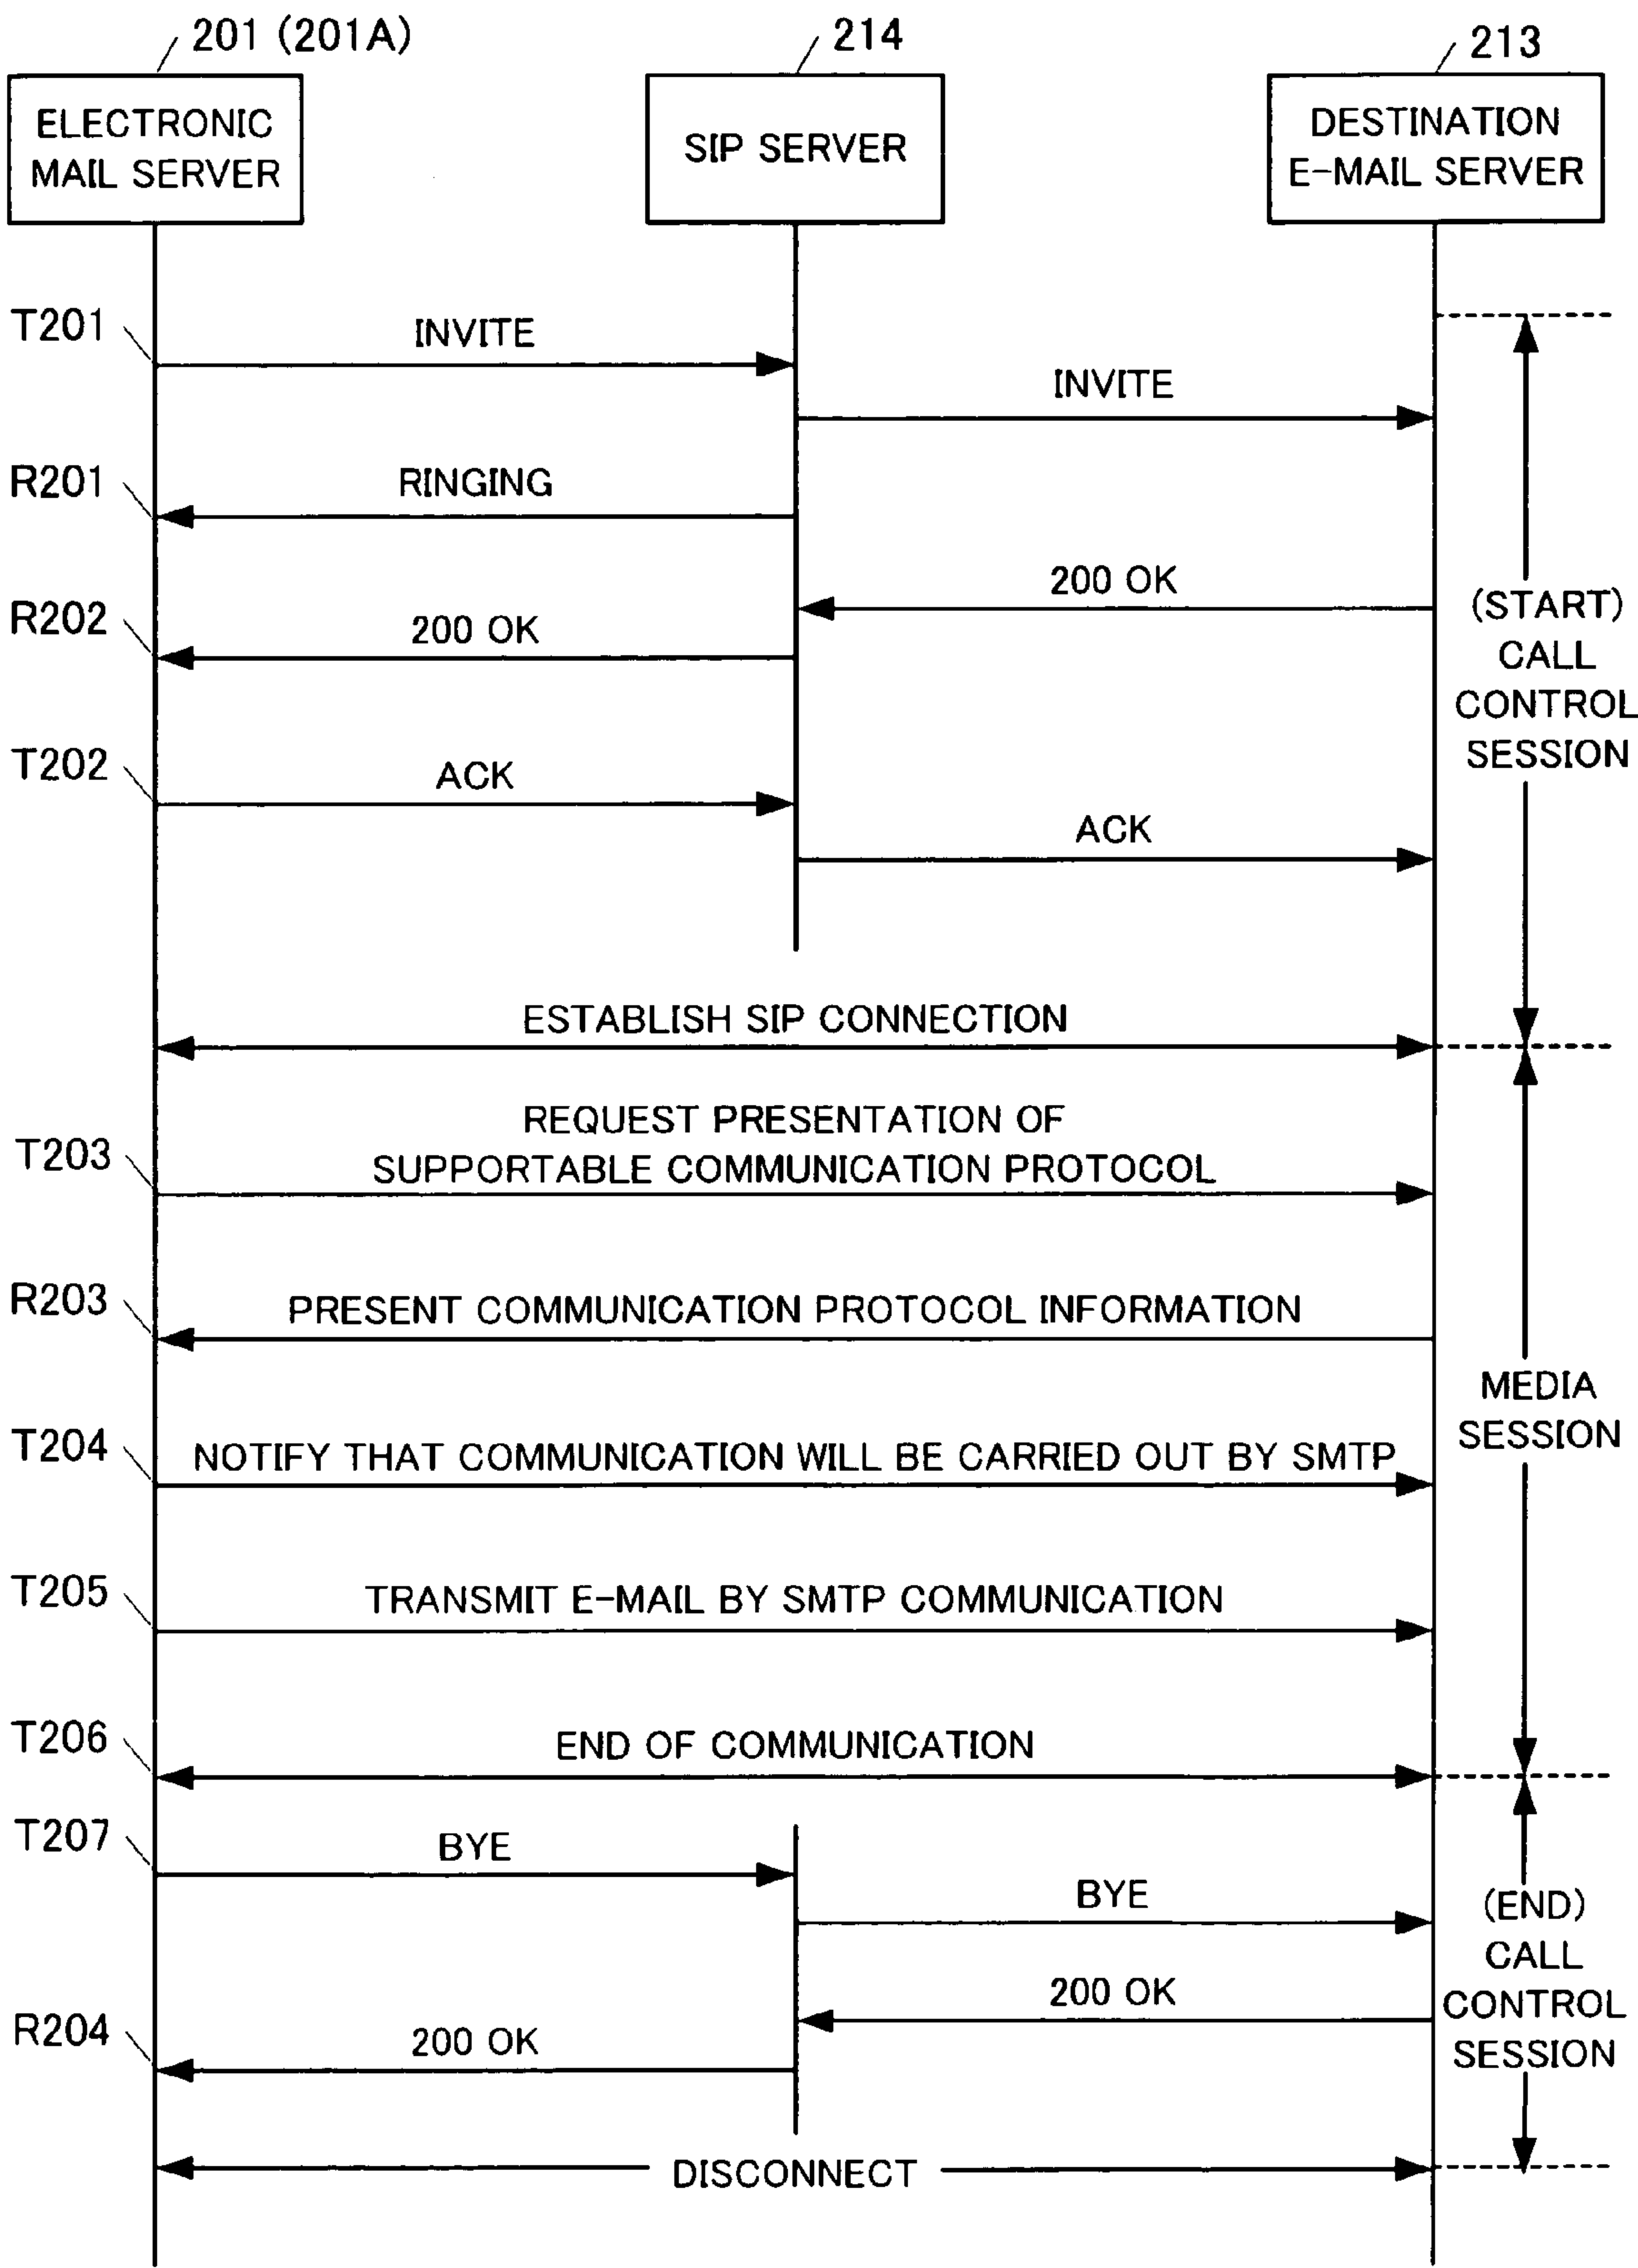 201 (201A)
214
213
ELECTRONIC
MAIL SERVER
SIP SERVER
DESTINATION
E-MAIL SERVER
T201
INVITE
INVITE
R201
RINGING
200 OK
R202
200 OK
(START)
CALL
CONTROL
SESSION
T202
ACK
ACK
ESTABLISH SIP CONNECTION
REQUEST PRESENTATION OF
T203
SUPPORTABLE COMMUNICATION PROTOCOL
R203
PRESENT COMMUNICATION PROTOCOL INFORMATION
MEDIA
SESSION
T204
NOTIFY THAT COMMUNICATION WILL BE CARRIED OUT BY SMTP
T205
TRANSMIT E-MAIL BY SMTP COMMUNICATION
T206
END OF COMMUNICATION
T207
BYE
BYE
(END)
CALL
CONTROL
SESSION
200 OK
R204
200 OK
DISCONNECT